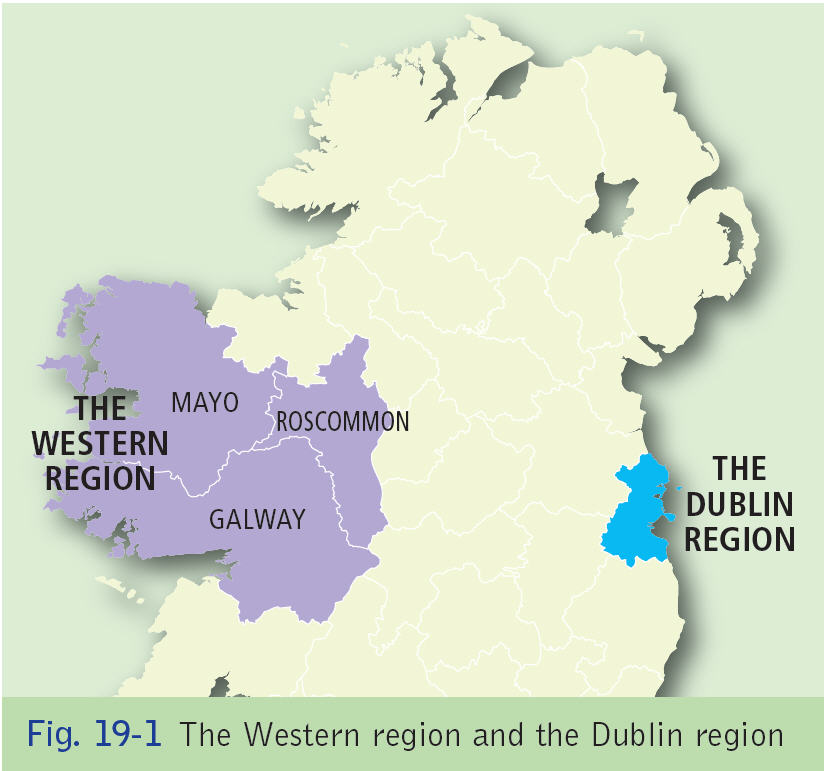 MAYO
ROSCOMMON
THE
WESTERN
REGION
GALWAY
THE
DUBLIN
REGION
Fig. 19-1 The Western region and the Dublin region